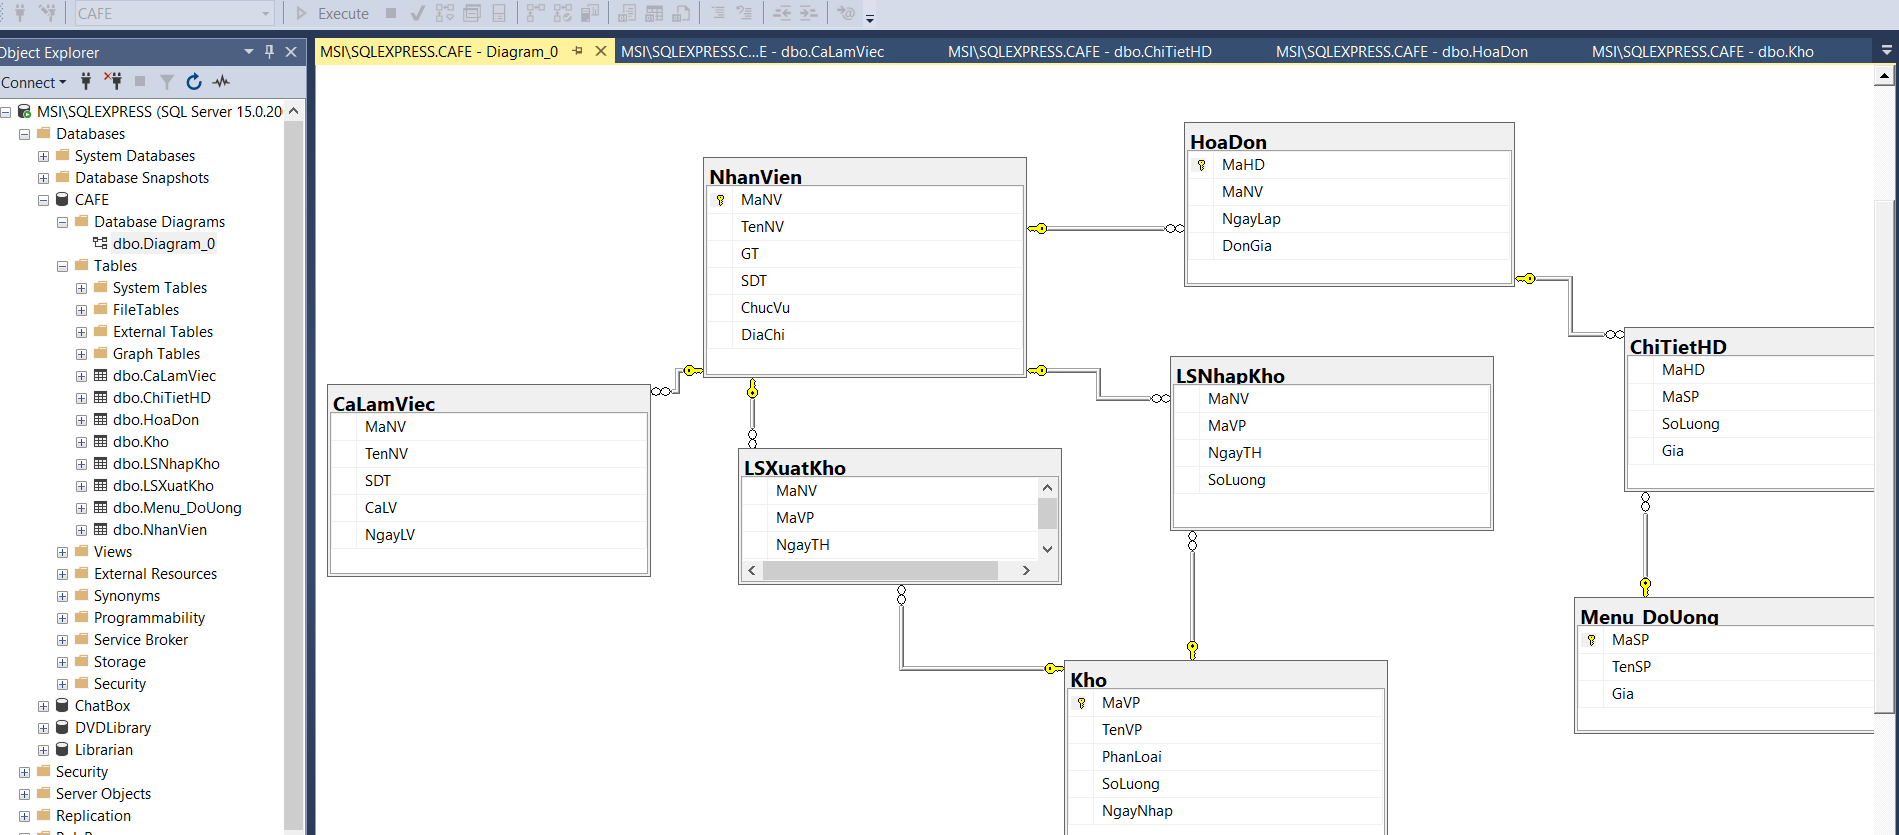 CAFE
Execute
Object Explorer
Connect
MSI\SQLEXPRESS (SQL Server 15.0.20
Databases
System Databases
Database Snapshots
CAFE
Database Diagrams
dbo.Diagram_0
Tables
System Tables
FileTables
External Tables
Graph Tables
dbo.CaLamViec
dbo.ChiTietHD
dbo.HoaDon
dbo.Kho
dbo.LSNhapKho
dbo.LSXuatKho
dbo.Menu_DoUong
dbo.NhanVien
Views
External Resources
Synonyms
Programmability
Service Broker
Storage
Security
ChatBox
DVDLibrary
Librarian
Security
Server Objects
Replication
MSI\SQLEXPRESS.CAFE - Diagram_0
MSI\SQLEXPRESS.C...E - dbo.CaLamViec
MSI\SQLEXPRESS.CAFE - dbo.ChiTietHD
MSI\SQLEXPRESS.CAFE - dbo.HoaDon
MSI\SQLEXPRESS.CAFE - dbo.Kho
NhanVien
MaNV
TenNV
GT
SDT
ChucVu
DiaChi
HoaDon
MaHD
MaNV
NgayLap
DonGia
CaLamViec
MaNV
TenNV
SDT
CaLV
NgayLV
LSXuatKho
MaNV
MaVP
NgayTH
LSNhapKho
MaNV
MaVP
NgayTH
SoLuong
ChiTietHD
MaHD
MaSP
SoLuong
Gia
Menu_DoUong
MaSP
TenSP
Gia
Kho
MaVP
TenVP
PhanLoai
SoLuong
NgayNhap